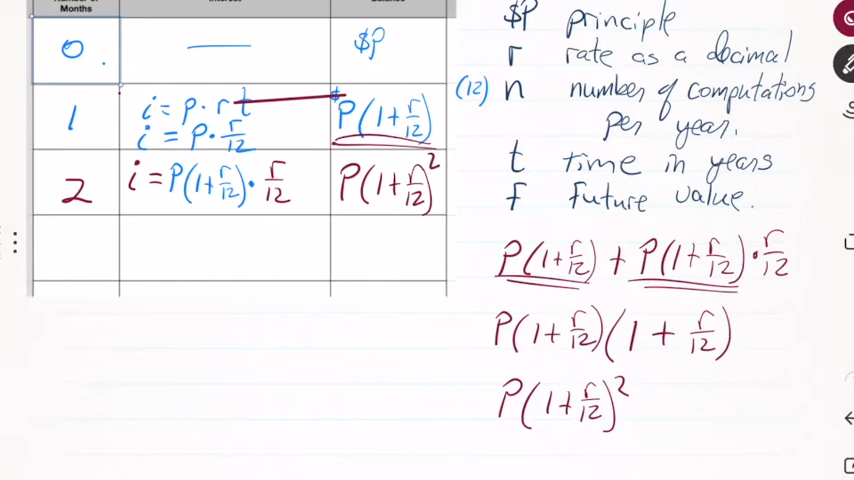 Months
0 . — $P
1 i = P · r t
i = P · r/12 $P(1+r/12)
2 i = P(1+r/12) · r/12 P(1+r/12)²
$P principle
r rate as a decimal
(12) n number of computations
per year.
t time in years
f future value.
P(1+r/12) + P(1+r/12) · r/12
P(1+r/12)(1 + r/12)
P(1+r/12)²